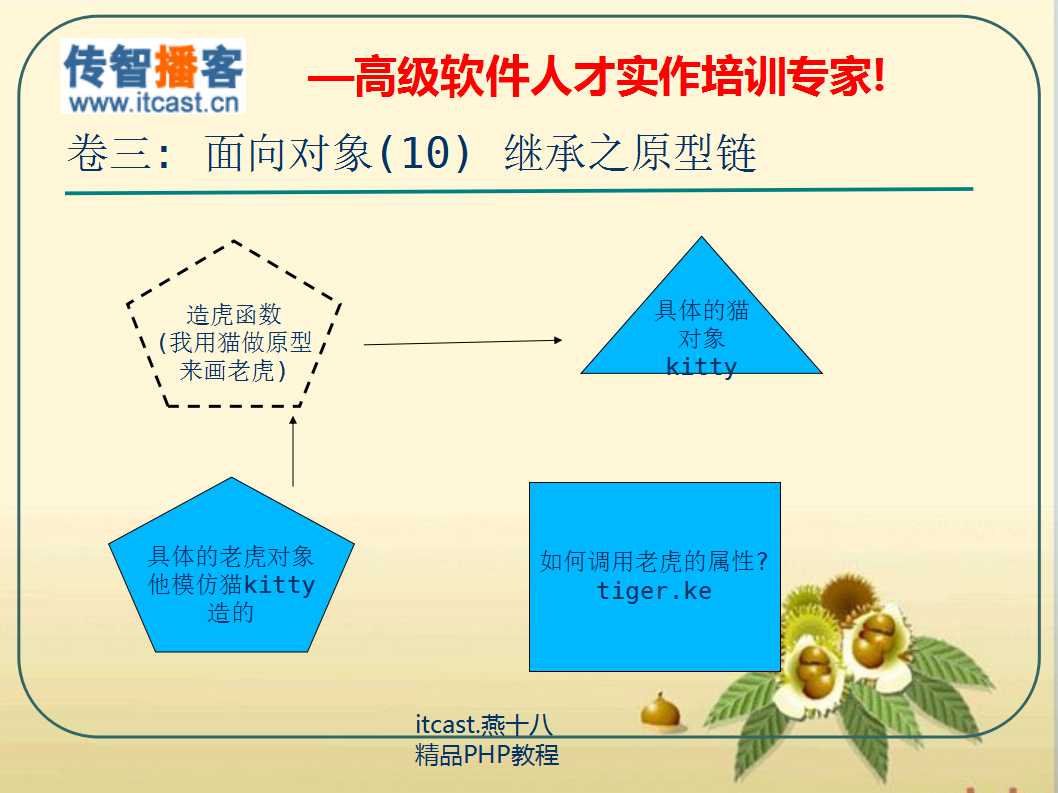 传智播客
www.itcast.cn
—高级软件人才实作培训专家!
卷三: 面向对象(10) 继承之原型链
造虎函数
(我用猫做原型
来画老虎)
具体的猫
对象
kitty
具体的老虎对象
他模仿猫kitty
造的
如何调用老虎的属性?
tiger.ke
itcast.燕十八
精品PHP教程